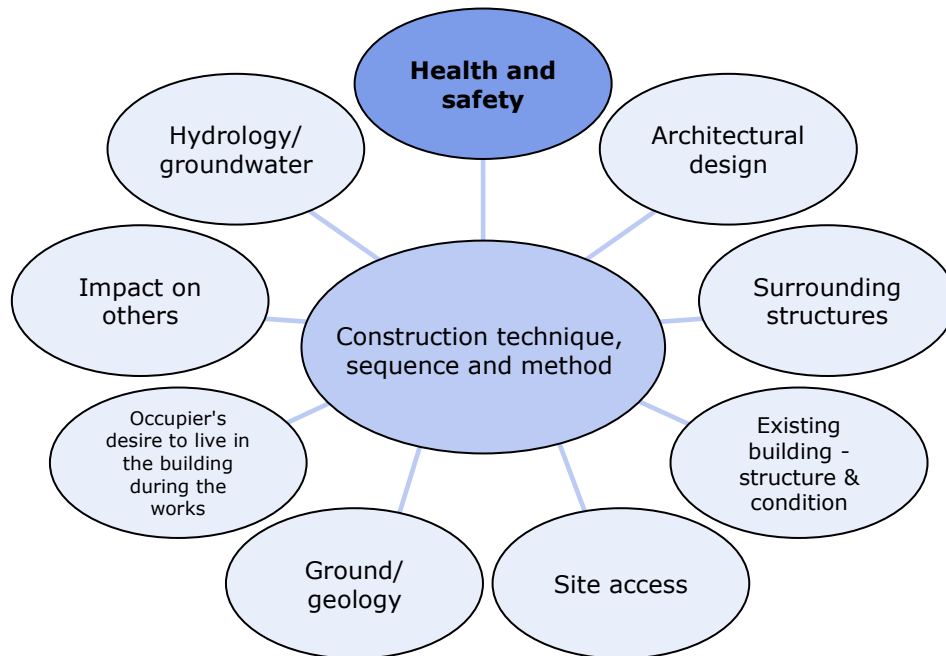 Health and
safety
Hydrology/
groundwater
Architectural
design
Impact on
others
Surrounding
structures
Construction technique,
sequence and method
Occupier's
desire to live in
the building
during the
works
Existing
building -
structure &
condition
Ground/
geology
Site access